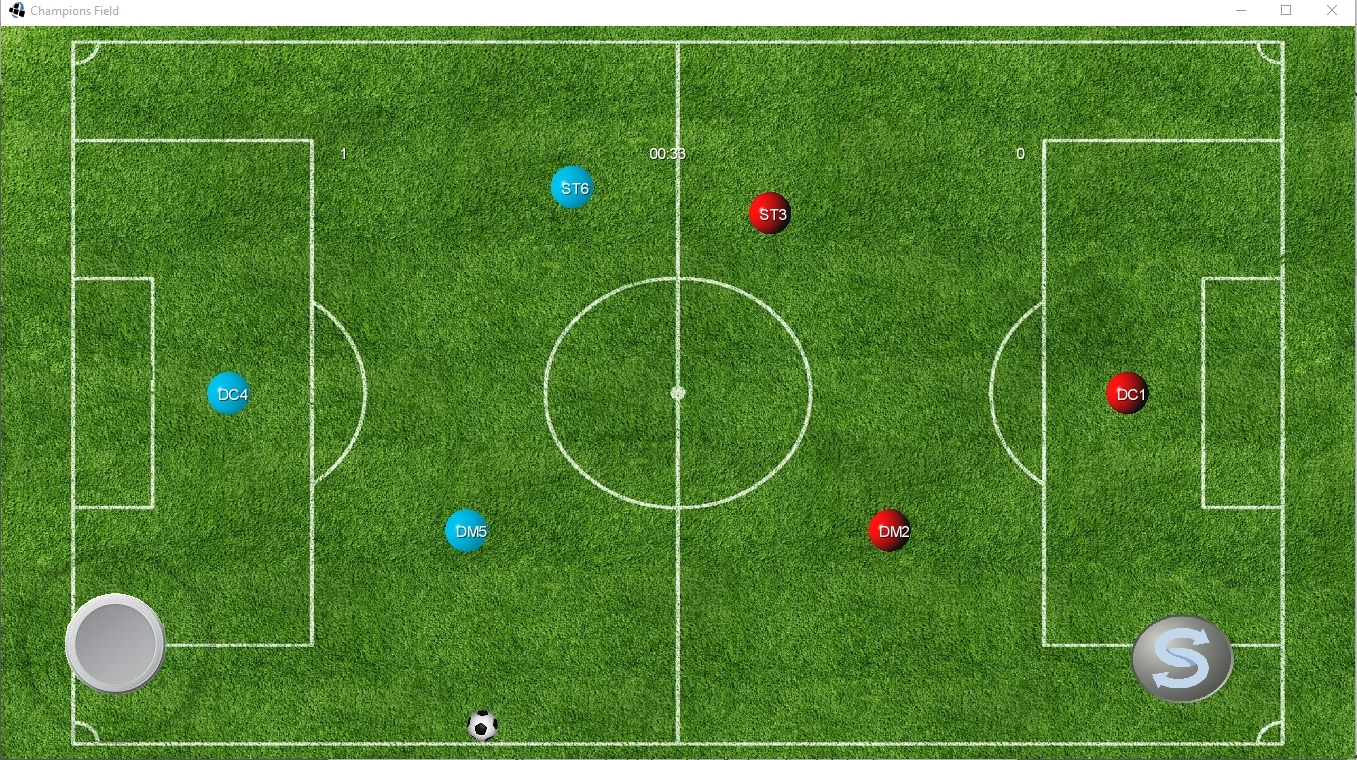 Champions Field
1
00:33
0
ST6
ST3
DC4
DC1
DM5
DM2
S